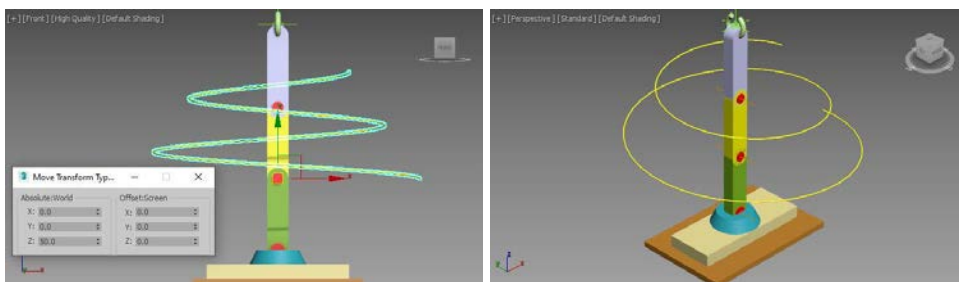 [+] [Front] [High Quality] [Default Shading]
[+] [Perspective] [Standard] [Default Shading]
Move Transform Typ...
Absolute:World
Offset:Screen
X: 0.0
X: 0.0
Y: 0.0
Y: 0.0
Z: 50.0
Z: 0.0